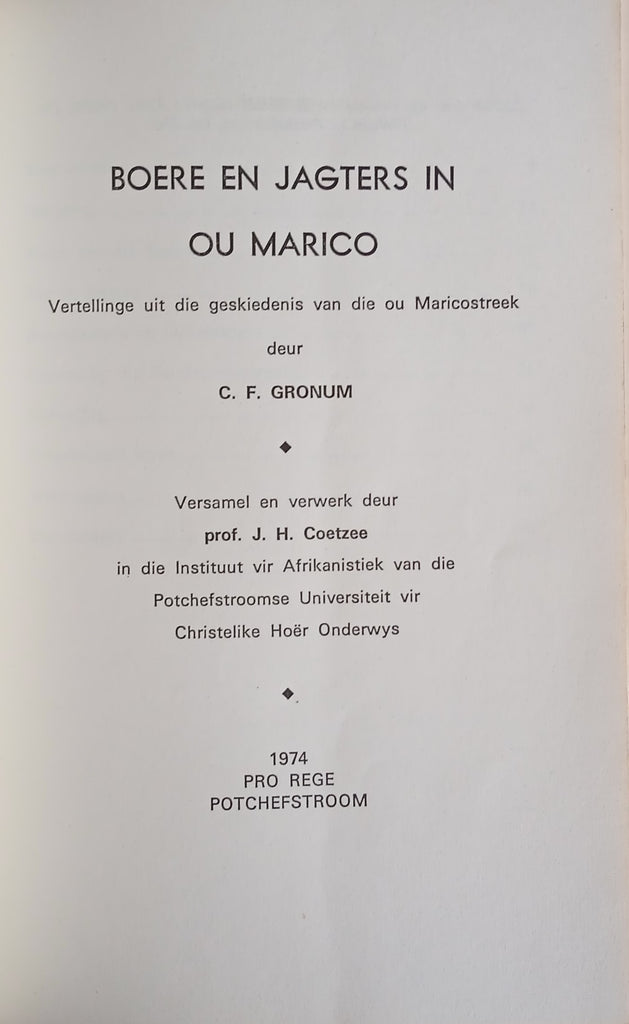 BOERE EN JAGTERS IN
OU MARICO
Vertellinge uit die geskiedenis van die ou Maricostreek
deur
C. F. GRONUM
Versamel en verwerk deur
prof. J. H. Coetzee
in die Instituut vir Afrikanistiek van die
Potchefstroomse Universiteit vir
Christelike Hoër Onderwys
1974
PRO REGE
POTCHEFSTROOM